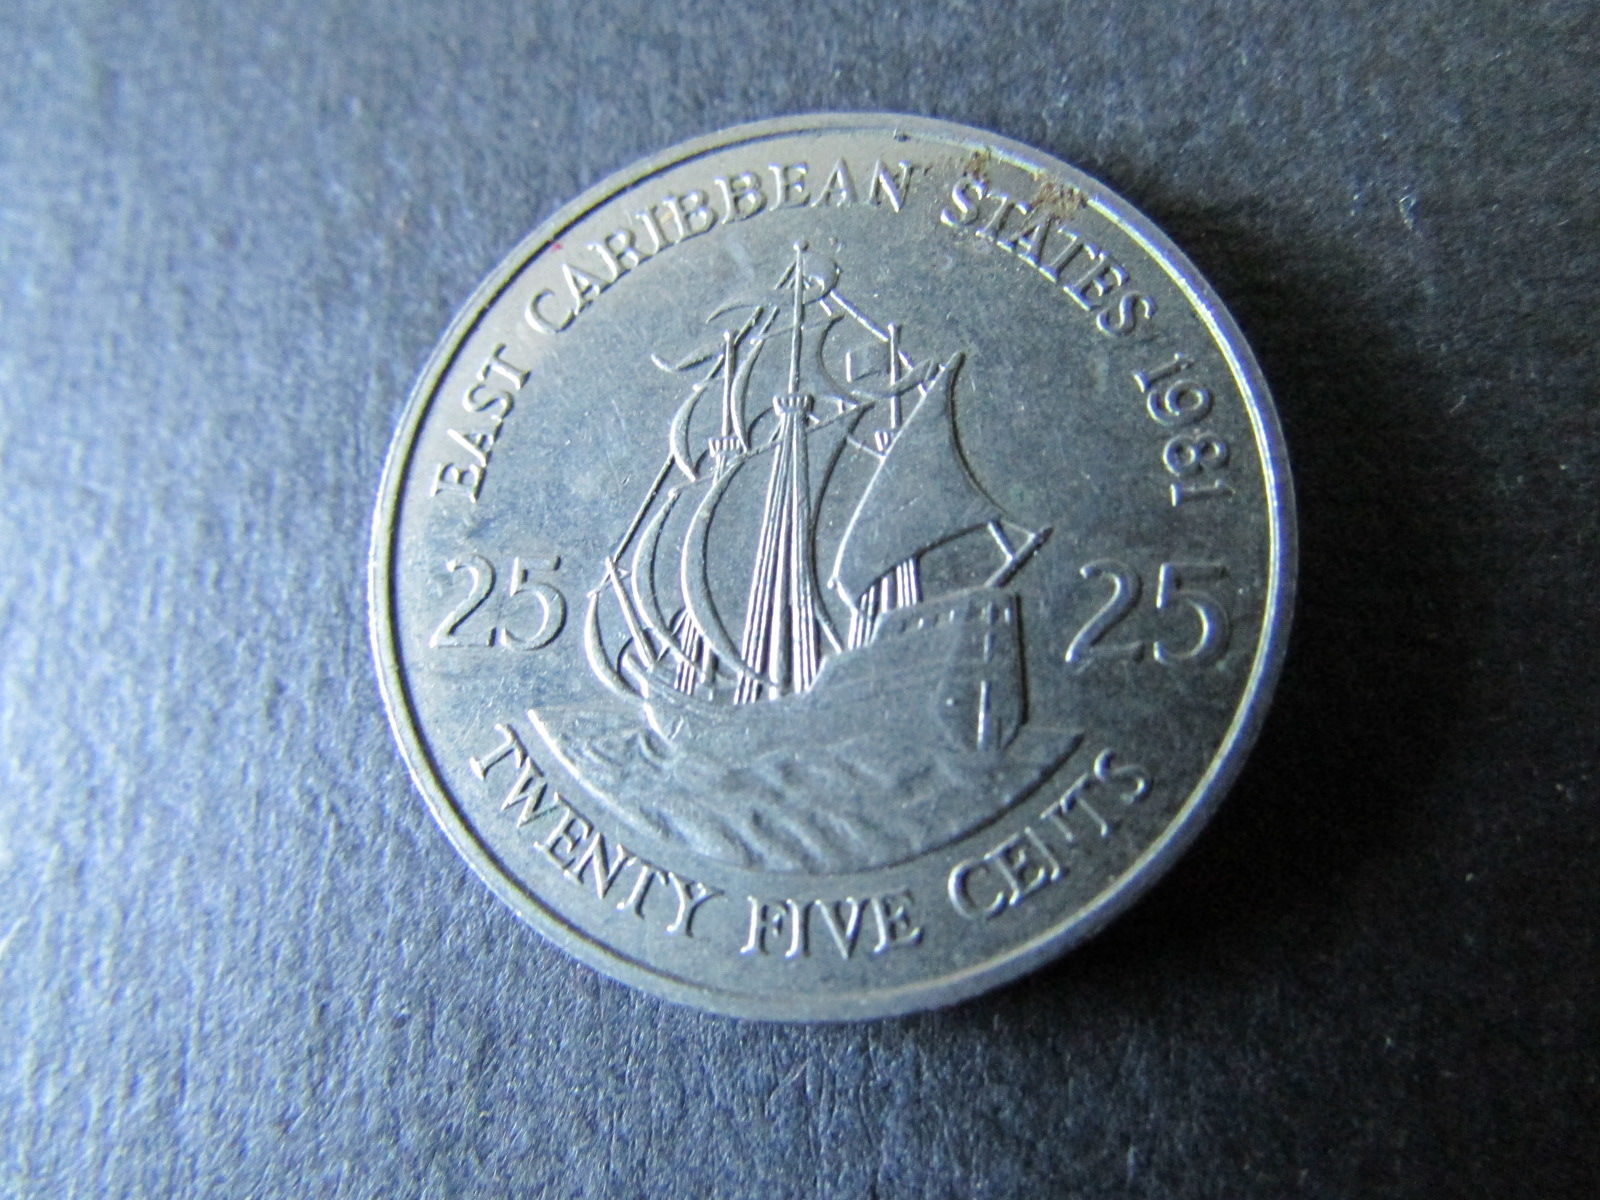 EAST CARIBBEAN STATES 1981
25 25
TWENTY FIVE CENTS